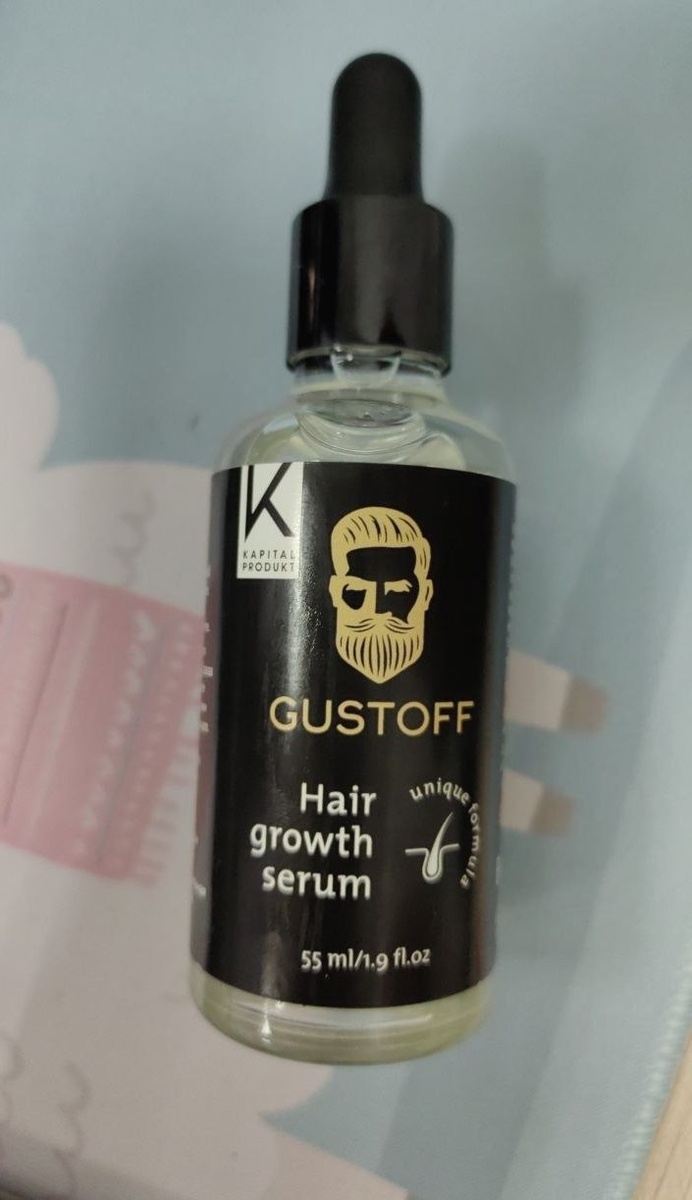 K
KAPITAL
PRODUKT
GUSTOFF
Hair
growth
serum
unique formula
55 ml/1.9 fl.oz